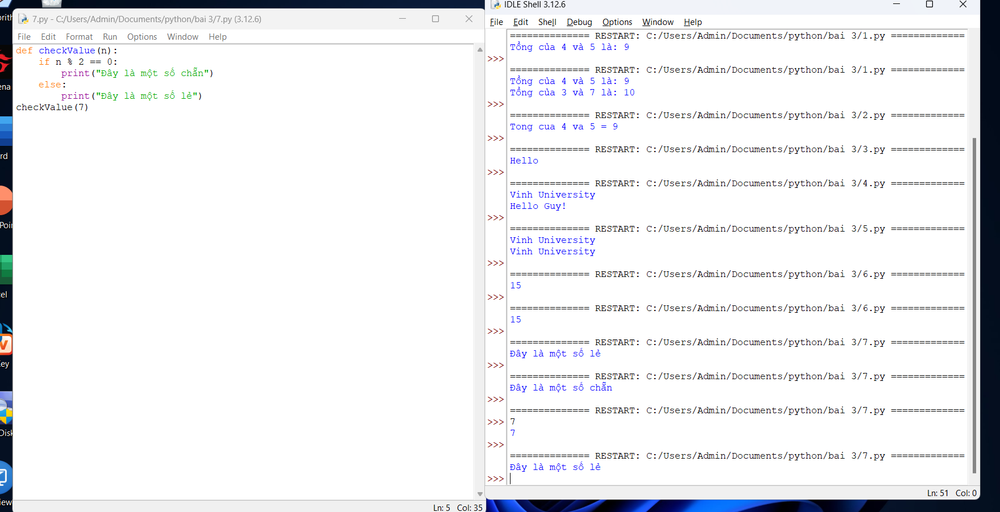 orith
ena
rd
Poin
cel
Key
Disk
iew
7.py - C:/Users/Admin/Documents/python/bai 3/7.py (3.12.6)
File Edit Format Run Options Window Help
def checkValue(n):
    if n % 2 == 0:
        print("Đây là một số chẵn")
    else:
        print("Đây là một số lẻ")
checkValue(7)
Ln: 5 Col: 35
IDLE Shell 3.12.6
File Edit Shell Debug Options Window Help
============== RESTART: C:/Users/Admin/Documents/python/bai 3/1.py =============
Tổng của 4 và 5 là: 9
>>>
============== RESTART: C:/Users/Admin/Documents/python/bai 3/1.py =============
Tổng của 4 và 5 là: 9
Tổng của 3 và 7 là: 10
>>>
============== RESTART: C:/Users/Admin/Documents/python/bai 3/2.py =============
Tong cua 4 va 5 = 9
>>>
============== RESTART: C:/Users/Admin/Documents/python/bai 3/3.py =============
Hello
>>>
============== RESTART: C:/Users/Admin/Documents/python/bai 3/4.py =============
Vinh University
Hello Guy!
>>>
============== RESTART: C:/Users/Admin/Documents/python/bai 3/5.py =============
Vinh University
Vinh University
>>>
============== RESTART: C:/Users/Admin/Documents/python/bai 3/6.py =============
15
>>>
============== RESTART: C:/Users/Admin/Documents/python/bai 3/6.py =============
15
>>>
============== RESTART: C:/Users/Admin/Documents/python/bai 3/7.py =============
Đây là một số lẻ
>>>
============== RESTART: C:/Users/Admin/Documents/python/bai 3/7.py =============
Đây là một số chẵn
>>>
============== RESTART: C:/Users/Admin/Documents/python/bai 3/7.py =============
>>> 7
7
>>>
============== RESTART: C:/Users/Admin/Documents/python/bai 3/7.py =============
Đây là một số lẻ
>>>
Ln: 51 Col: 0